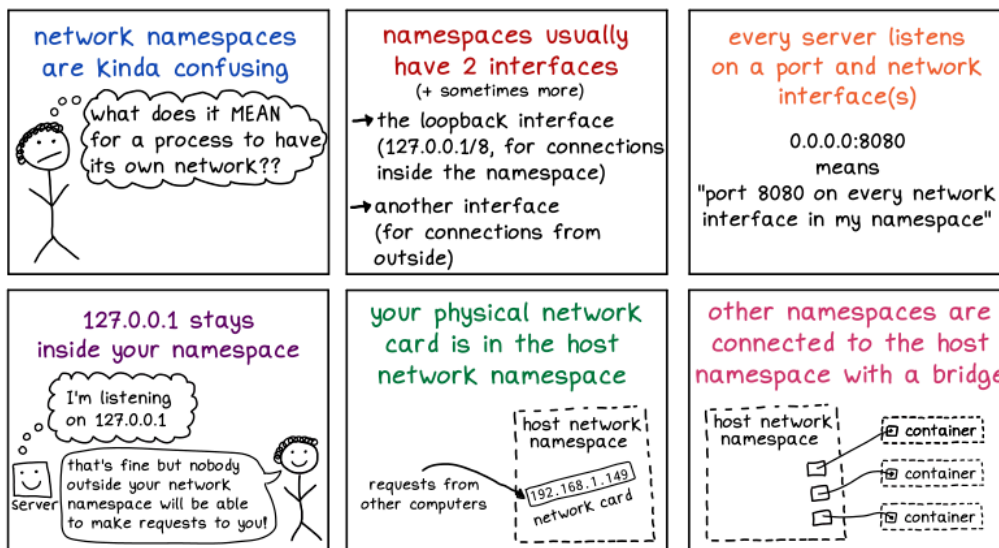 network namespaces
are kinda confusing
what does it MEAN
for a process to have
its own network??
namespaces usually
have 2 interfaces
(+ sometimes more)
→ the loopback interface
(127.0.0.1/8, for connections
inside the namespace)
→ another interface
(for connections from
outside)
every server listens
on a port and network
interface(s)
0.0.0.0:8080
means
"port 8080 on every network
interface in my namespace"
127.0.0.1 stays
inside your namespace
I'm listening
on 127.0.0.1
server
that's fine but nobody
outside your network
namespace will be able
to make requests to you!
your physical network
card is in the host
network namespace
host network
namespace
requests from
other computers
192.168.1.149
network card
other namespaces are
connected to the host
namespace with a bridge
host network
namespace
container
container
container